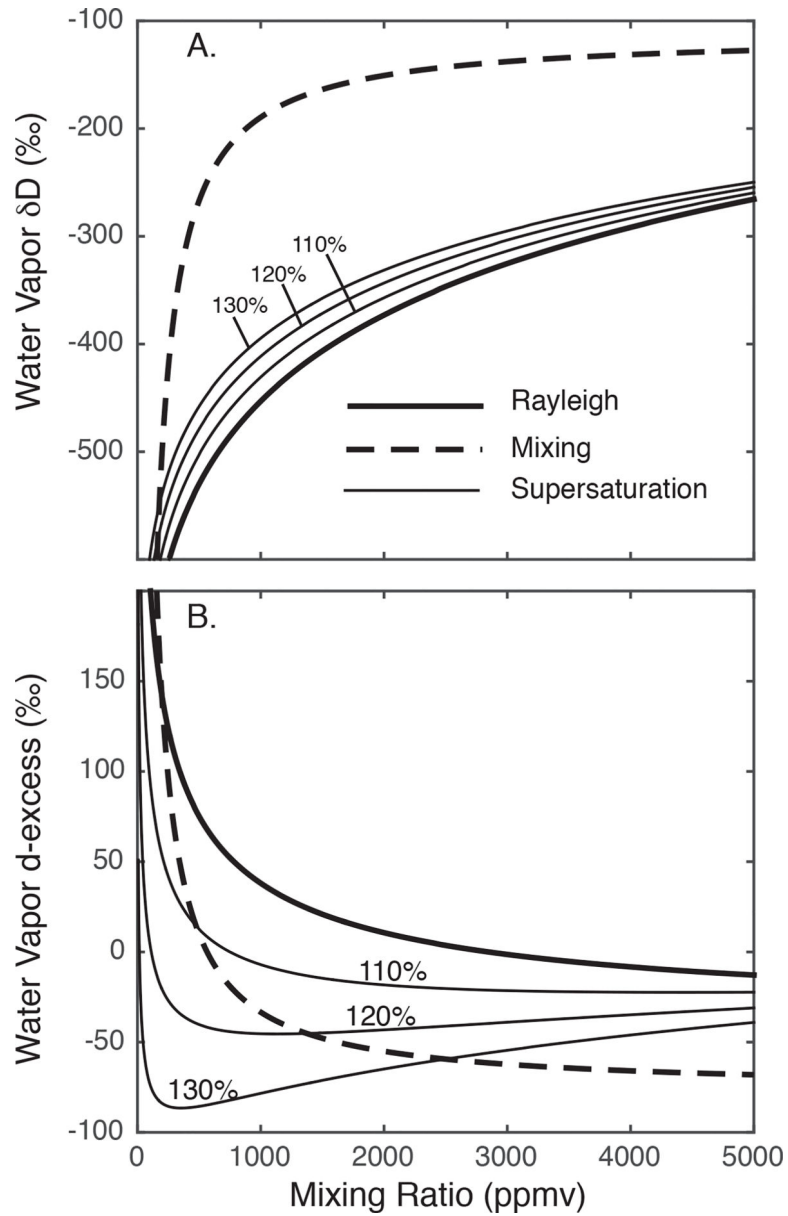 A.
Water Vapor δD (‰)
-100
-200
-300
-400
-500
110%
120%
130%
Rayleigh
Mixing
Supersaturation
B.
Water Vapor d-excess (‰)
150
100
50
0
-50
-100
110%
120%
130%
0 1000 2000 3000 4000 5000
Mixing Ratio (ppmv)